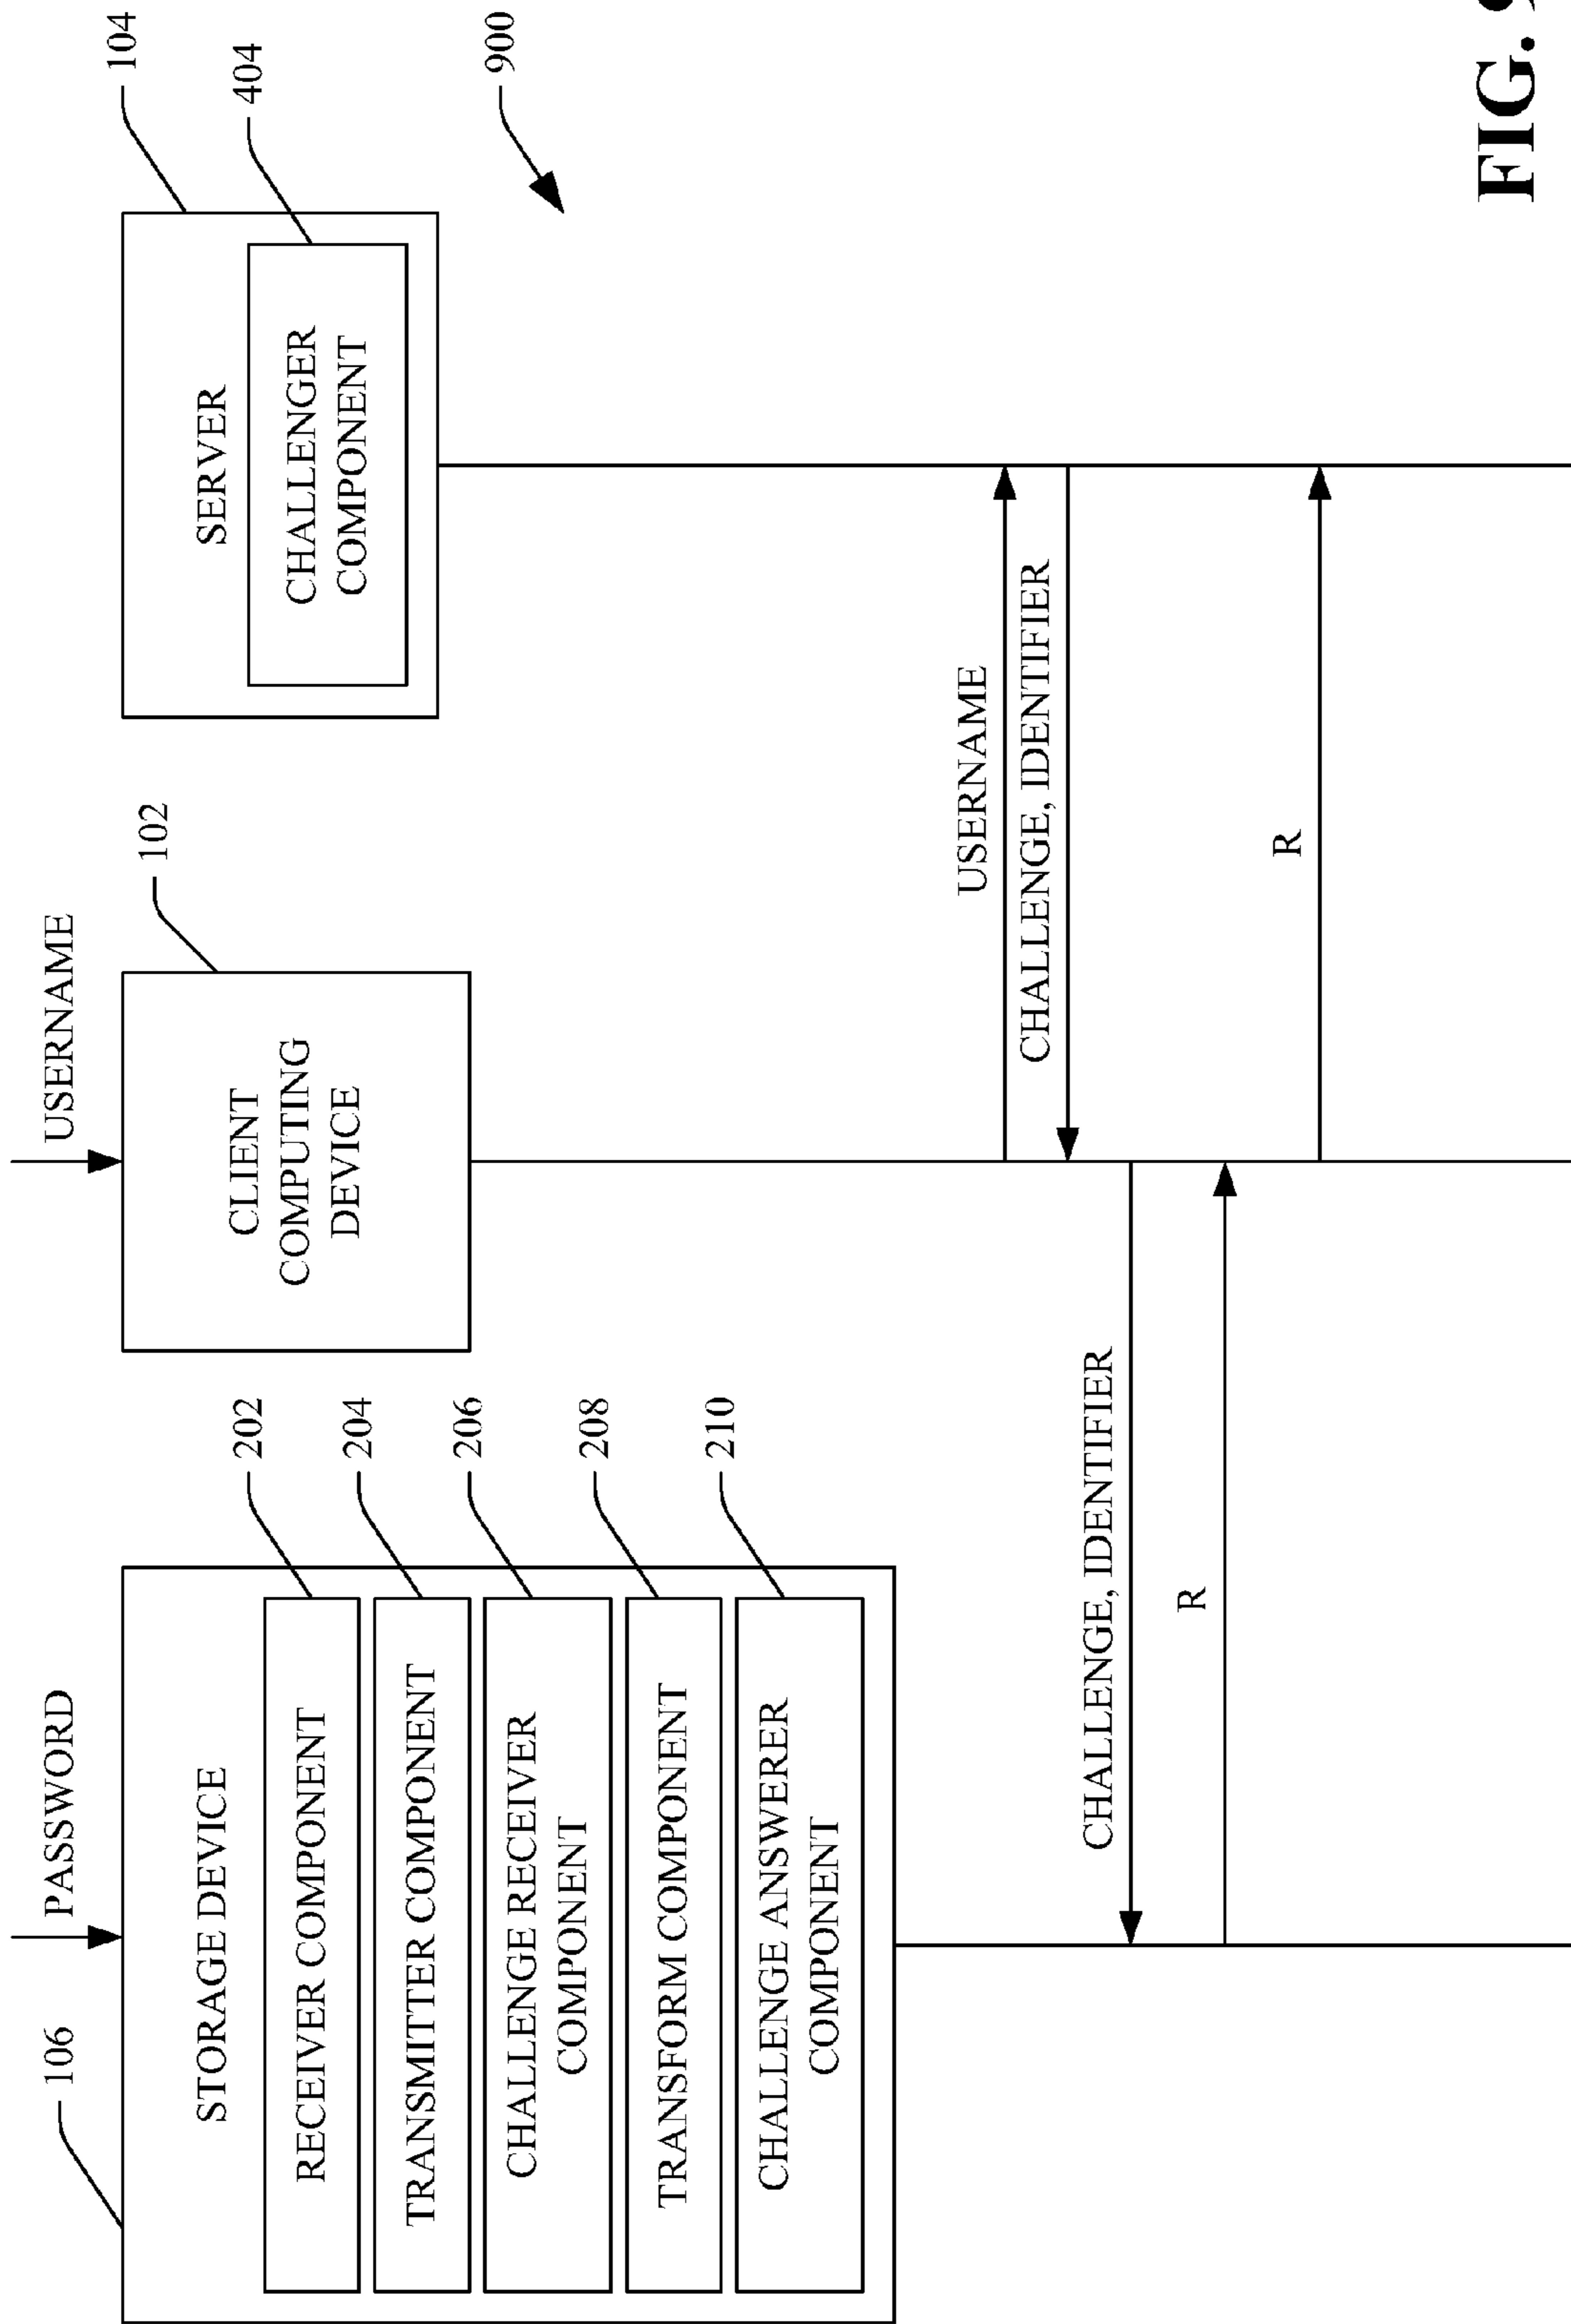 PASSWORD
USERNAME
106
STORAGE DEVICE
RECEIVER COMPONENT
202
TRANSMITTER COMPONENT
204
CHALLENGE RECEIVER
COMPONENT
206
TRANSFORM COMPONENT
208
CHALLENGE ANSWERER
COMPONENT
210
CLIENT
COMPUTING
DEVICE
102
SERVER
104
CHALLENGER
COMPONENT
404
900
USERNAME
CHALLENGE, IDENTIFIER
CHALLENGE, IDENTIFIER
R
R
FIG.